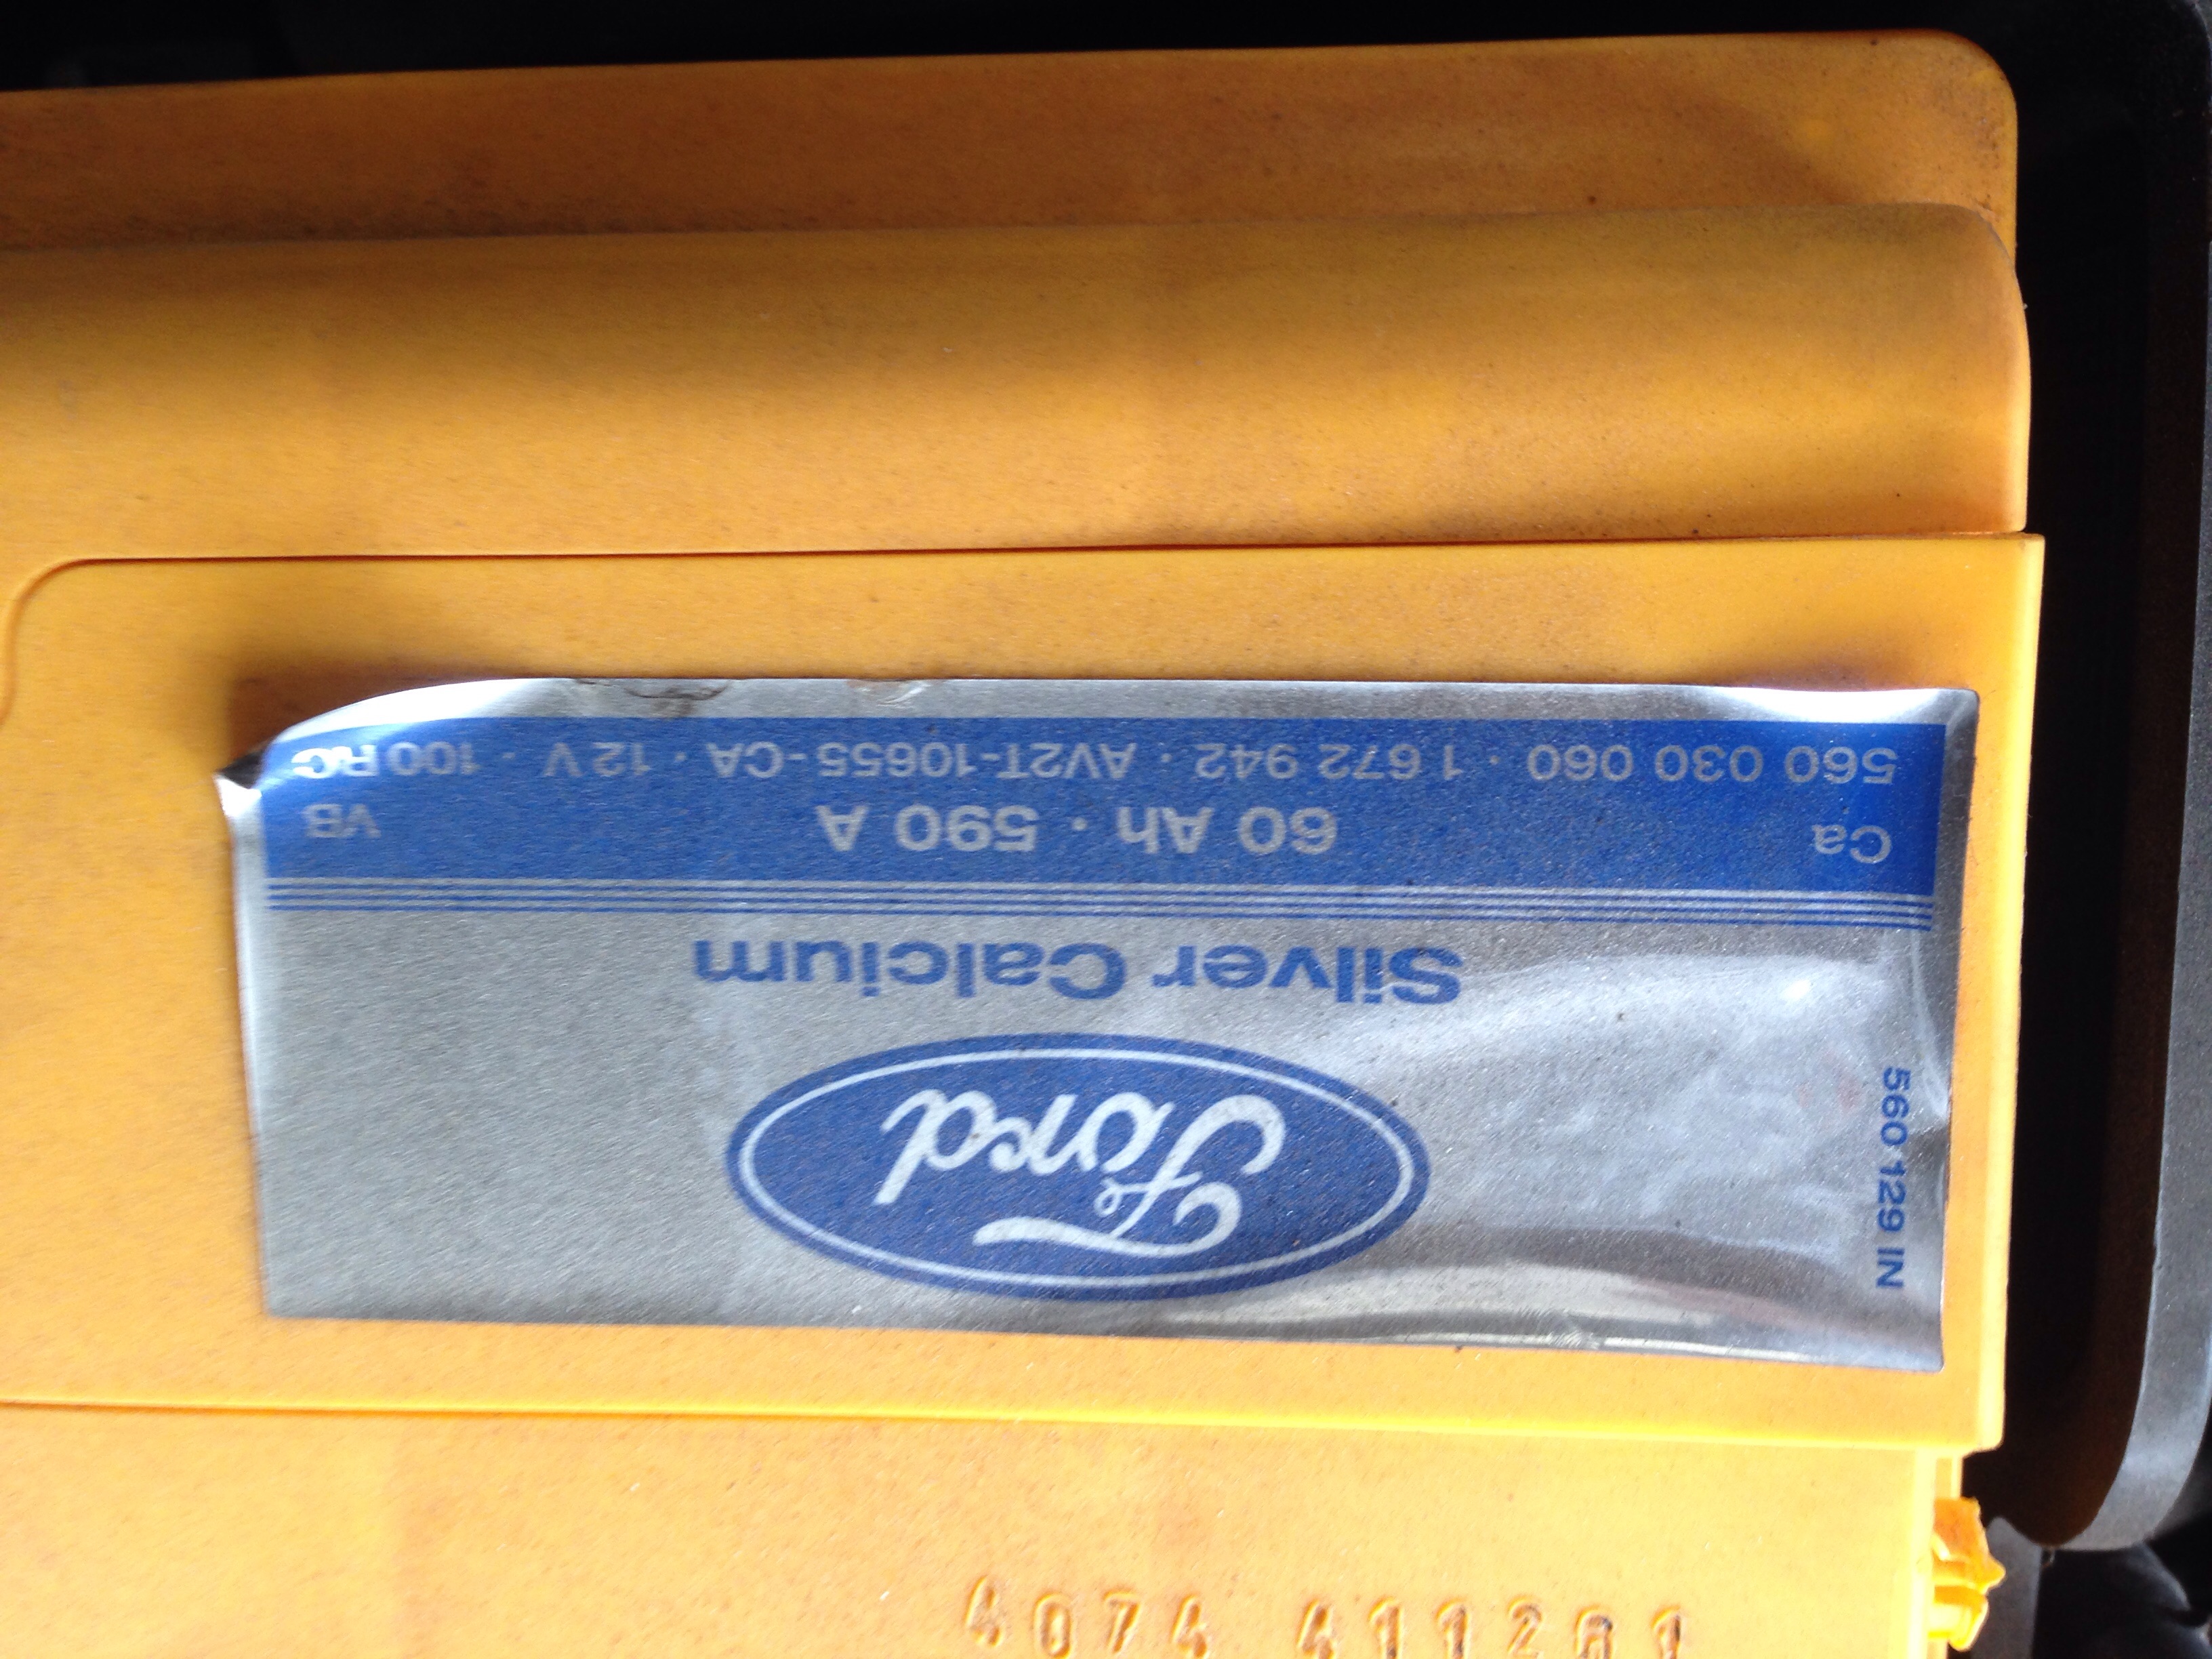 Ford
560 129 IN
Silver Calcium
Ca 60 Ah · 590 A VB
560 030 060 · 1 672 942 · AV2T-10655-CA · 12 V · 100 RC
4074